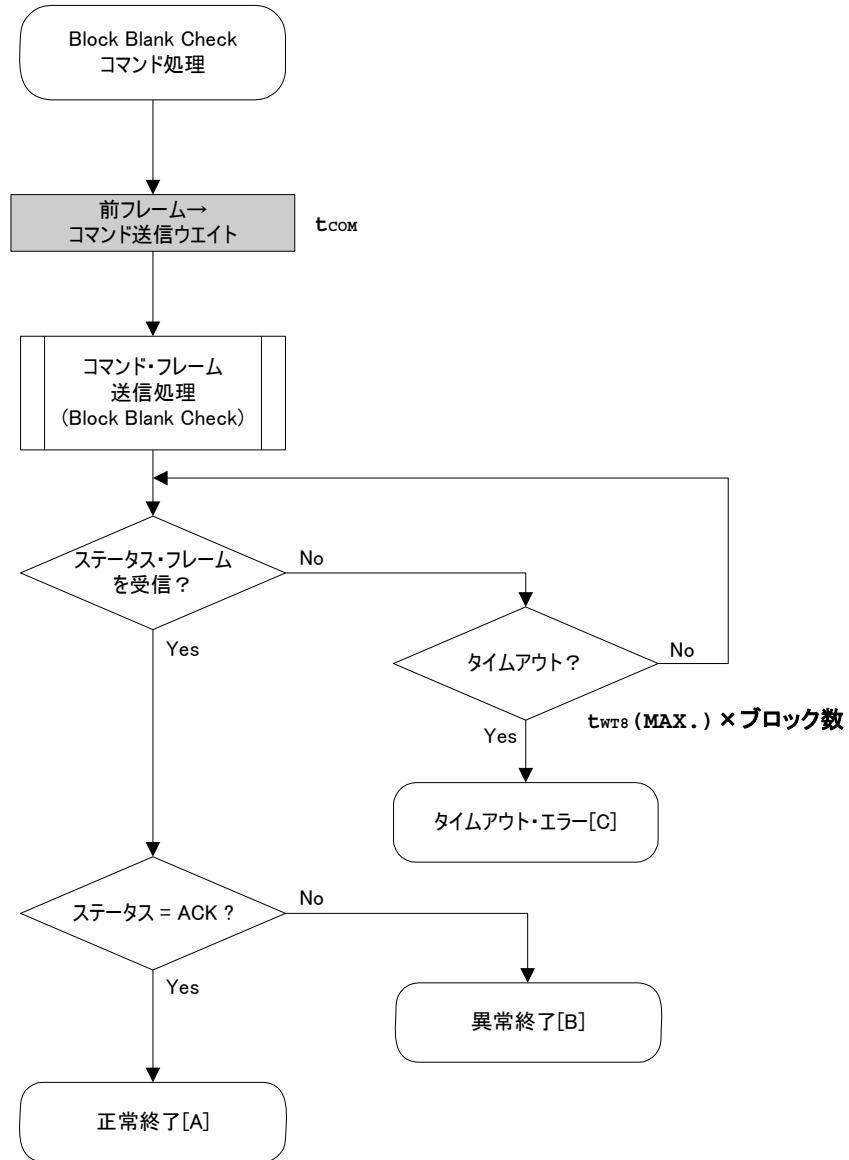 Block Blank Check
コマンド処理
前フレーム→
コマンド送信ウエイト
tCOM
コマンド・フレーム
送信処理
(Block Blank Check)
ステータス・フレーム
を受信？
No
Yes
タイムアウト？
No
tWT8(MAX.)×ブロック数
Yes
タイムアウト・エラー[C]
ステータス = ACK ?
No
Yes
異常終了[B]
正常終了[A]